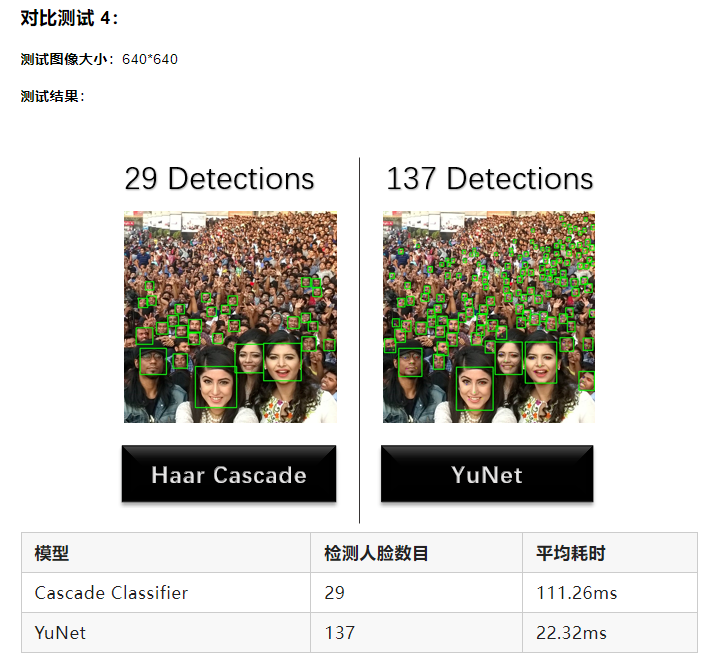 对比测试 4：
测试图像大小：640*640
测试结果：
29 Detections
137 Detections
Haar Cascade
YuNet
模型 检测人脸数目 平均耗时
Cascade Classifier 29 111.26ms
YuNet 137 22.32ms